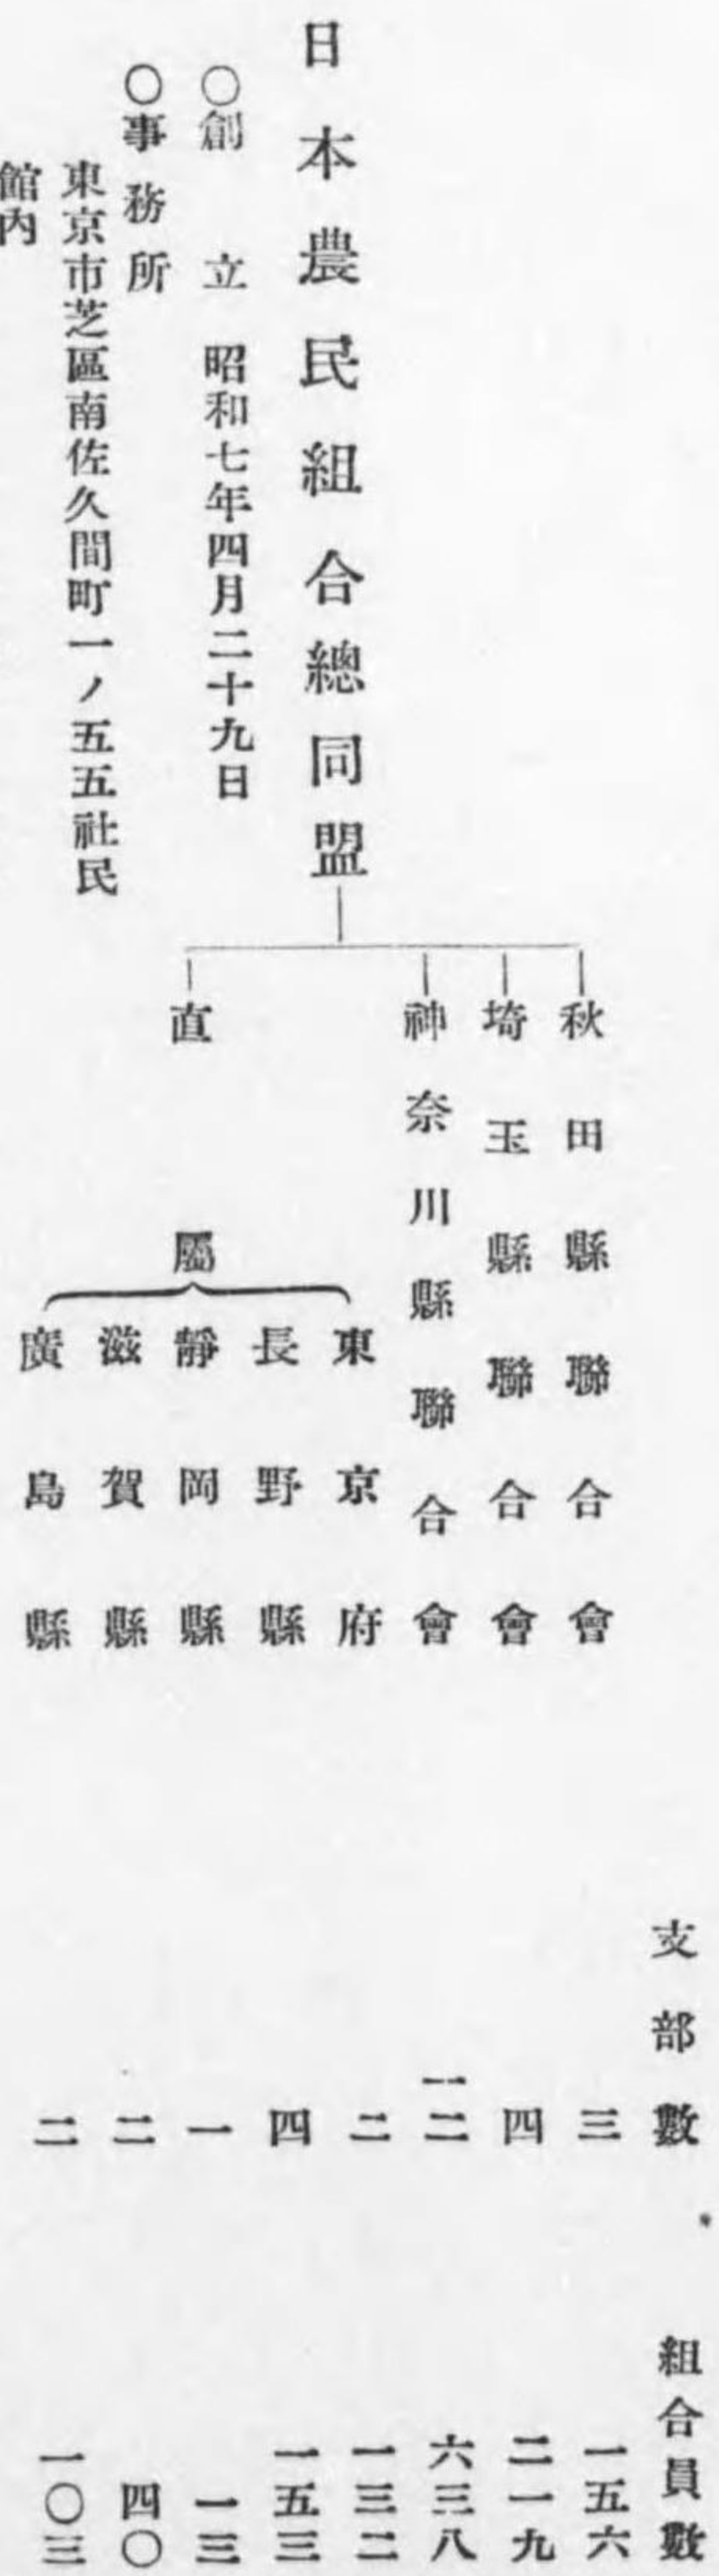 支部數 組合員數
秋田縣聯合會 三 一五六
埼玉縣聯合會 四 二一九
神奈川縣聯合會 一二 六三八
日本農民組合總同盟
東京府 二 一三二
長野縣 四 一五三
直屬 靜岡縣 一 一三
滋賀縣 二 四〇
廣島縣 二 一〇三
〇創立 昭和七年四月二十九日
〇事務所
東京市芝區南佐久間町一ノ五五社民
館內